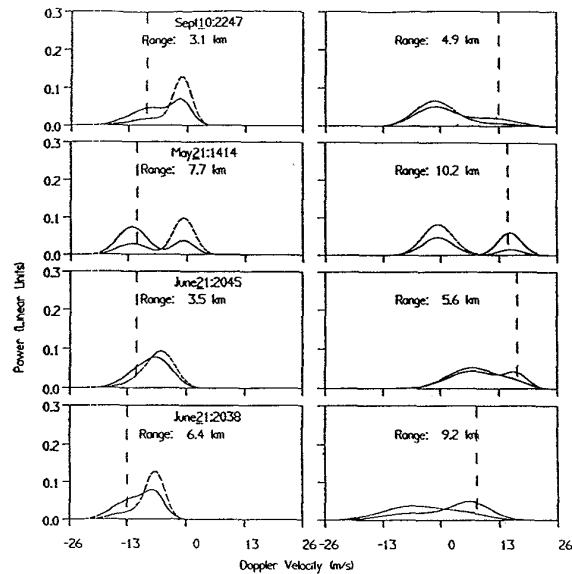 Sept10:2247
Range: 3.1 km
4.9 km
0.3
0.2
0.1
0.0
May21:1414
Range: 7.7 km
Range: 10.2 km
0.3
0.2
0.1
0.0
June21:2045
Range: 3.5 km
Range: 5.6 km
0.3
0.2
0.1
0.0
June21:2038
Range: 6.4 km
Range: 9.2 km
0.3
0.2
0.1
0.0
Power (Linear Units)
-26 -13 0 13 26 -26 -13 0 13 26
Doppler Velocity (m/s)